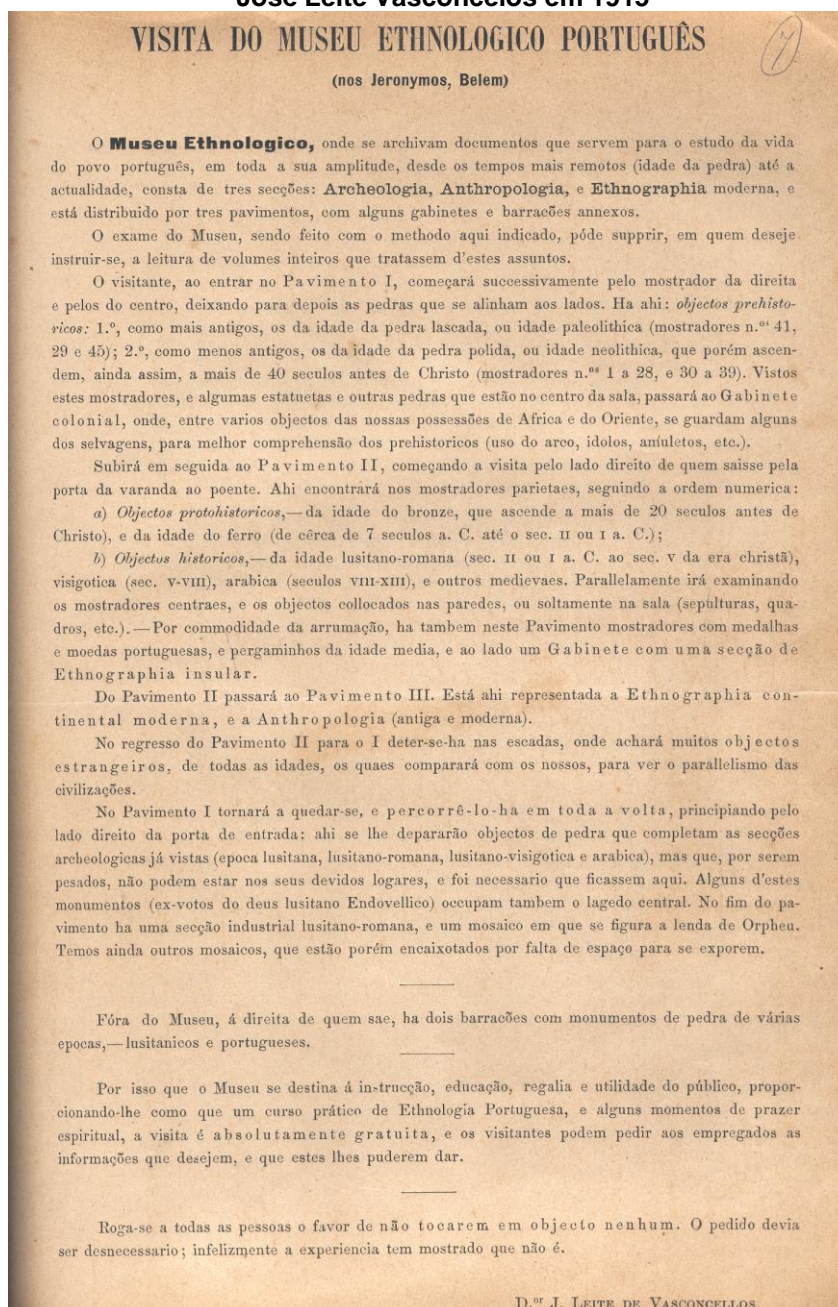 José Leite Vasconcelos em 1915
VISITA DO MUSEU ETHNOLOGICO PORTUGUÊS
7
(nos Jeronymos, Belem)
O Museu Ethnologico, onde se archivam documentos que servem para o estudo da vida
do povo português, em toda a sua amplitude, desde os tempos mais remotos (idade da pedra) até a
actualidade, consta de tres secções: Archeologia, Anthropologia, e Ethnographia moderna, e
está distribuido por tres pavimentos, com alguns gabinetes e barracões annexos.
O exame do Museu, sendo feito com o methodo aqui indicado, póde supprir, em quem deseje
instruir-se, a leitura de volumes inteiros que tratassem d'estes assuntos.
O visitante, ao entrar no Pavimento I, começará successivamente pelo mostrador da direita
e pelos do centro, deixando para depois as pedras que se alinham aos lados. Ha ahi: objectos prehisto-
ricos: 1.º, como mais antigos, os da idade da pedra lascada, ou idade paleolithica (mostradores n.ºˢ 41,
29 e 45); 2.º, como menos antigos, os da idade da pedra polida, ou idade neolithica, que porém ascen-
dem, ainda assim, a mais de 40 seculos antes de Christo (mostradores n.ºˢ 1 a 28, e 30 a 39). Vistos
estes mostradores, e algumas estatuetas e outras pedras que estão no centro da sala, passará ao Gabinete
colonial, onde, entre varios objectos das nossas possessões de Africa e do Oriente, se guardam alguns
dos selvagens, para melhor comprehensão dos prehistoricos (uso do arco, idolos, amuletos, etc.).
Subirá em seguida ao Pavimento II, começando a visita pelo lado direito de quem saisse pela
porta da varanda ao poente. Ahi encontrará nos mostradores parietaes, seguindo a ordem numerica:
a) Objectos protohistoricos,—da idade do bronze, que ascende a mais de 20 seculos antes de
Christo), e da idade do ferro (de cêrca de 7 seculos a. C. até o sec. II ou I a. C.);
b) Objectos historicos,—da idade lusitano-romana (sec. II ou I a. C. ao sec. V da era christã),
visigotica (sec. V-VIII), arabica (seculos VIII-XIII), e outros medievaes. Parallelamente irá examinando
os mostradores centraes, e os objectos collocados nas paredes, ou soltamente na sala (sepulturas, qua-
dros, etc.).—Por commodidade da arrumação, ha tambem neste Pavimento mostradores com medalhas
e moedas portuguesas, e pergaminhos da idade media, e ao lado um Gabinete com uma secção de
Ethnographia insular.
Do Pavimento II passará ao Pavimento III. Está ahi representada a Ethnographia con-
tinental moderna, e a Anthropologia (antiga e moderna).
No regresso do Pavimento II para o I deter-se-ha nas escadas, onde achará muitos objectos
estrangeiros, de todas as idades, os quaes comparará com os nossos, para ver o parallelismo das
civilizações.
No Pavimento I tornará a quedar-se, e percorrê-lo-ha em toda a volta, principiando pelo
lado direito da porta de entrada: ahi se lhe depararão objectos de pedra que completam as secções
archeologicas já vistas (epoca lusitana, lusitano-romana, lusitano-visigotica e arabica), mas que, por serem
pesados, não podem estar nos seus devidos logares, e foi necessario que ficassem aqui. Alguns d'estes
monumentos (ex-votos do deus lusitano Endovellico) occupam tambem o lagedo central. No fim do pa-
vimento ha uma secção industrial lusitano-romana, e um mosaico em que se figura a lenda de Orpheu.
Temos ainda outros mosaicos, que estão porém encaixotados por falta de espaço para se exporem.
Fóra do Museu, á direita de quem sae, ha dois barracões com monumentos de pedra de várias
epocas,—lusitanicos e portugueses.
Por isso que o Museu se destina á instrucção, educação, regalia e utilidade do público, propor-
cionando-lhe como que um curso prático de Ethnologia Portuguesa, e alguns momentos de prazer
espiritual, a visita é absolutamente gratuita, e os visitantes podem pedir aos empregados as
informações que desejem, e que estes lhes puderem dar.
Roga-se a todas as pessoas o favor de não tocarem em objecto nenhum. O pedido devia
ser desnecessario; infelizmente a experiencia tem mostrado que não é.
D.ºʳ J. LEITE DE VASCONCELLOS